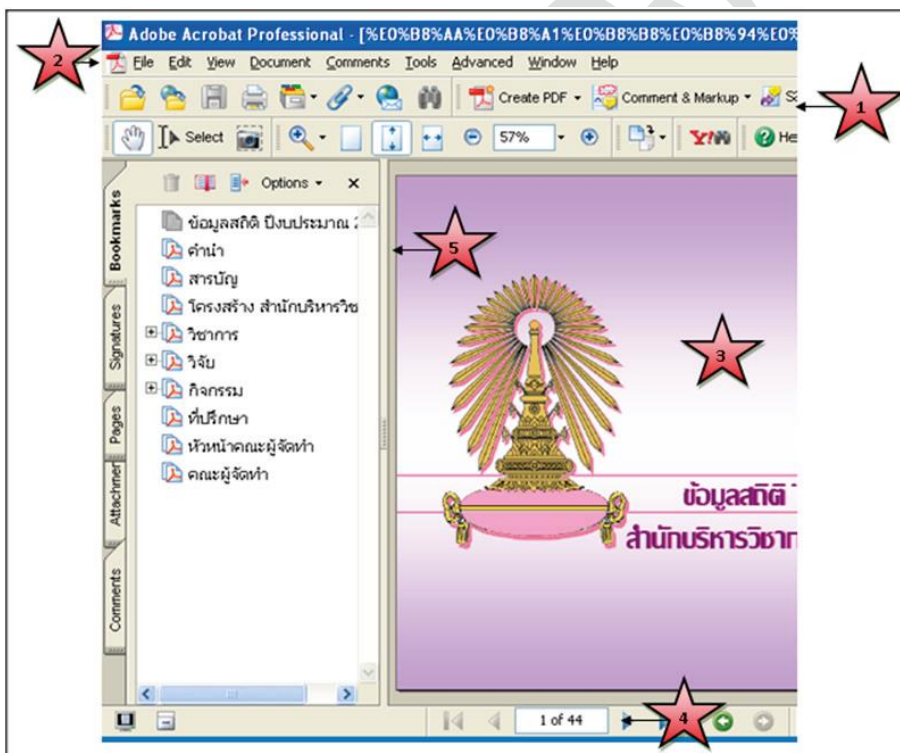 Adobe Acrobat Professional - [%E0%B8%AA%E0%B8%A1%E0%B8%B8%E0%B8%94%E0%
2
File Edit View Document Comments Tools Advanced Window Help
Create PDF Comment & Markup
1
Select 57% Y! He
Bookmarks
Options x
ข้อมูลสถิติ ปีงบประมาณ
คำนำ
สารบัญ
โครงสร้าง สำนักบริหารวิช
วิชาการ
วิจัย
กิจกรรม
ที่ปรึกษา
หัวหน้าคณะผู้จัดทำ
คณะผู้จัดทำ
Signatures
Pages
Attachmer
Comments
5
3
ข้อมูลสถิติ
สำนักบริหารวิชาก
1 of 44
4